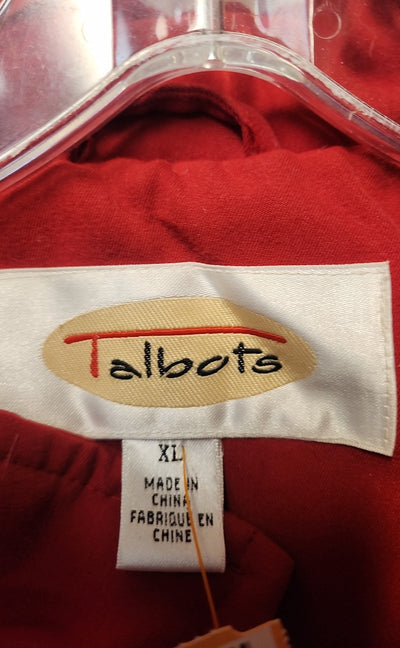 Talbots
XL
MADE IN
CHINA
FABRIQUE EN
CHINE